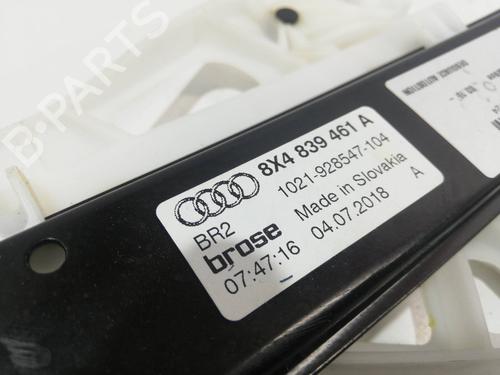 B-PARTS
8X4 839 461 A
1021-928547-104
BR2
Made in Slovakia
brose
04.07.2018 A
07:47:16